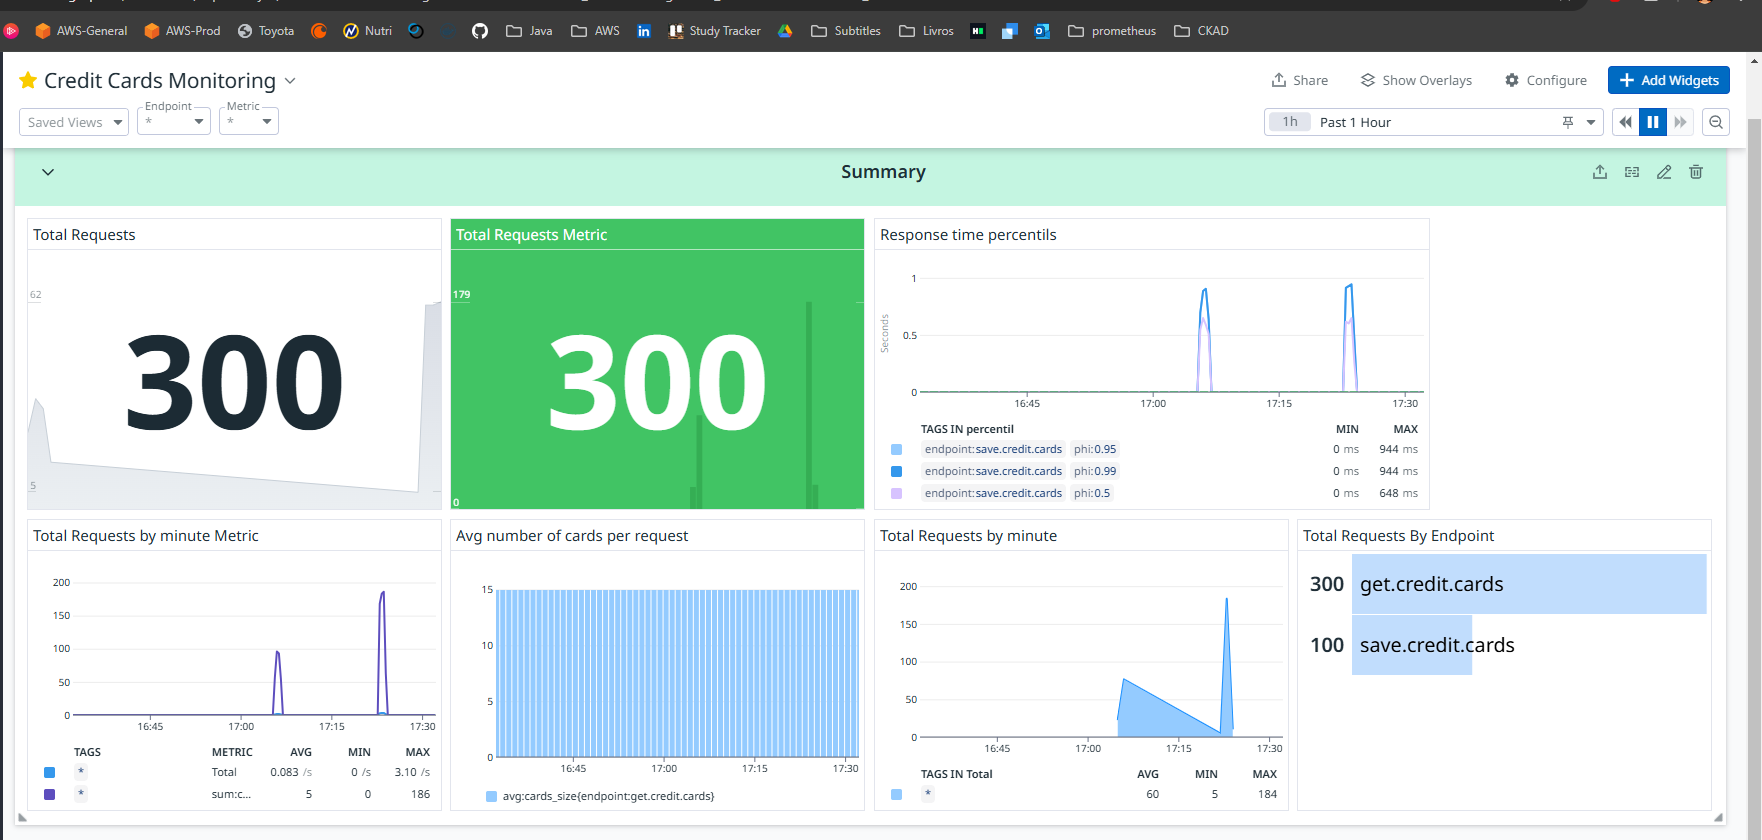 AWS-General AWS-Prod Toyota Nutri Java AWS Study Tracker Subtitles Livros prometheus CKAD
Credit Cards Monitoring
Share Show Overlays Configure + Add Widgets
Saved Views Endpoint * Metric *
1h Past 1 Hour
Summary
Total Requests
62
300
5
Total Requests Metric
179
300
0
Response time percentils
Seconds
1
0.5
0
16:45 17:00 17:15 17:30
TAGS IN percentil MIN MAX
endpoint:save.credit.cards phi:0.95 0 ms 944 ms
endpoint:save.credit.cards phi:0.99 0 ms 944 ms
endpoint:save.credit.cards phi:0.5 0 ms 648 ms
Total Requests by minute Metric
200
150
100
50
0
16:45 17:00 17:15 17:30
TAGS METRIC AVG MIN MAX
* Total 0.083 /s 0 /s 3.10 /s
* sum:c... 5 0 186
Avg number of cards per request
15
10
5
0
16:45 17:00 17:15 17:30
avg:cards_size{endpoint:get.credit.cards}
Total Requests by minute
200
150
100
50
0
16:45 17:00 17:15 17:30
TAGS IN Total AVG MIN MAX
* 60 5 184
Total Requests By Endpoint
300 get.credit.cards
100 save.credit.cards